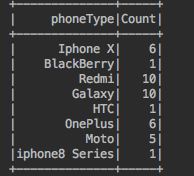 |    phoneType|Count|
|     Iphone X|    6|
|   BlackBerry|    1|
|        Redmi|   10|
|       Galaxy|   10|
|          HTC|    1|
|      OnePlus|    6|
|         Moto|    5|
|iphone8 Series|    1|